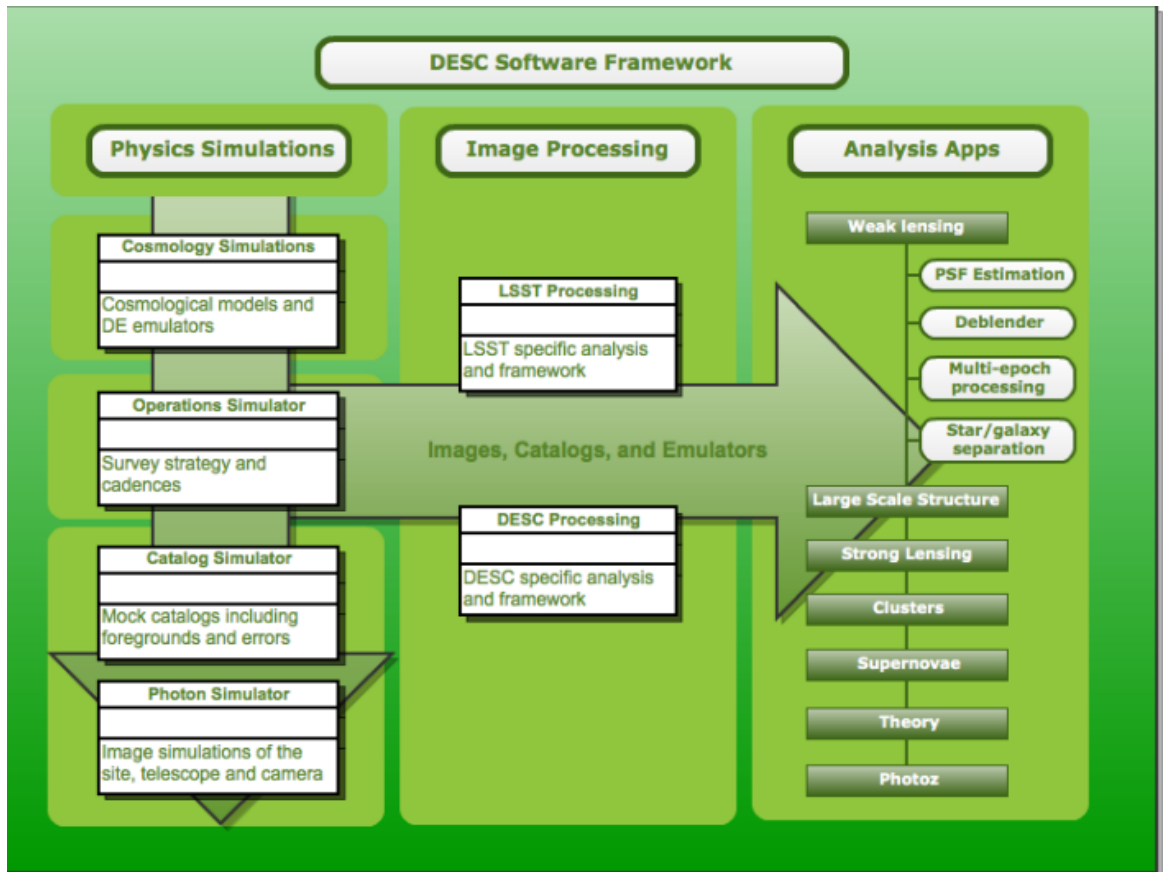 DESC Software Framework
Physics Simulations
Cosmology Simulations
Cosmological models and
DE emulators
Operations Simulator
Survey strategy and
cadences
Catalog Simulator
Mock catalogs including
foregrounds and errors
Photon Simulator
Image simulations of the
site, telescope and camera
Image Processing
LSST Processing
LSST specific analysis
and framework
Images, Catalogs, and Emulators
DESC Processing
DESC specific analysis
and framework
Analysis Apps
Weak lensing
PSF Estimation
Deblender
Multi-epoch
processing
Star/galaxy
separation
Large Scale Structure
Strong Lensing
Clusters
Supernovae
Theory
Photoz